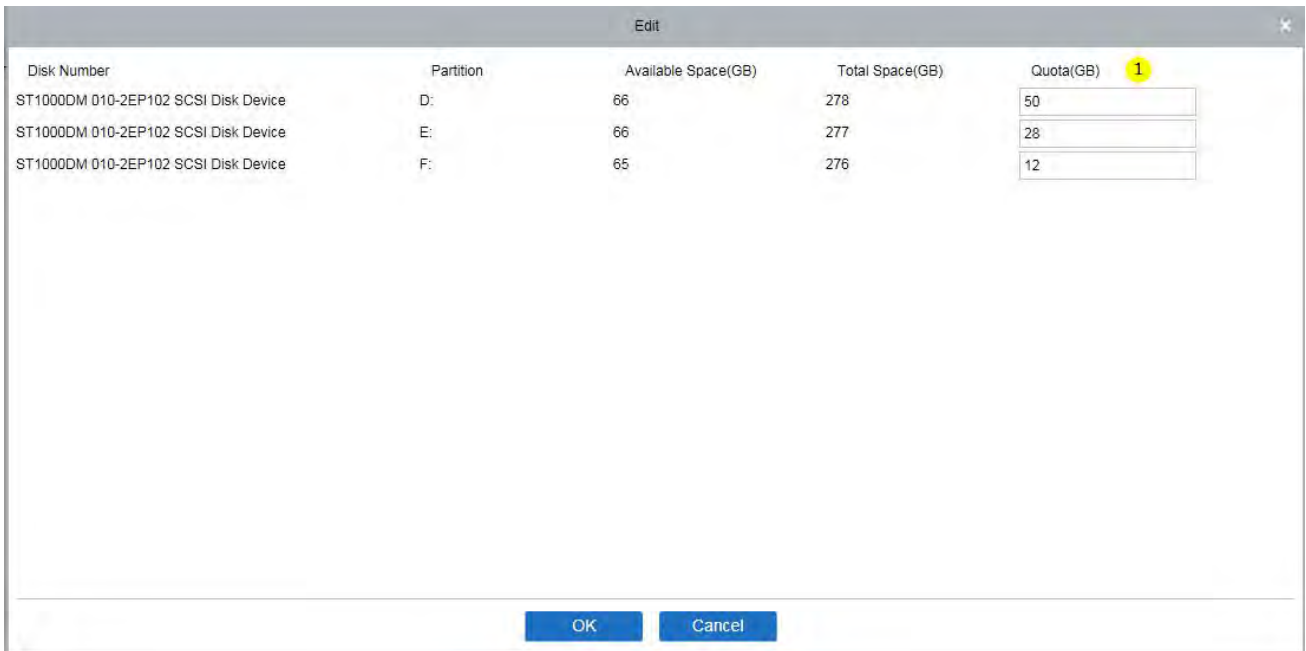 Edit
Disk Number Partition Available Space(GB) Total Space(GB) Quota(GB) 1
ST1000DM 010-2EP102 SCSI Disk Device D: 66 278 50
ST1000DM 010-2EP102 SCSI Disk Device E: 66 277 28
ST1000DM 010-2EP102 SCSI Disk Device F: 65 276 12
OK Cancel